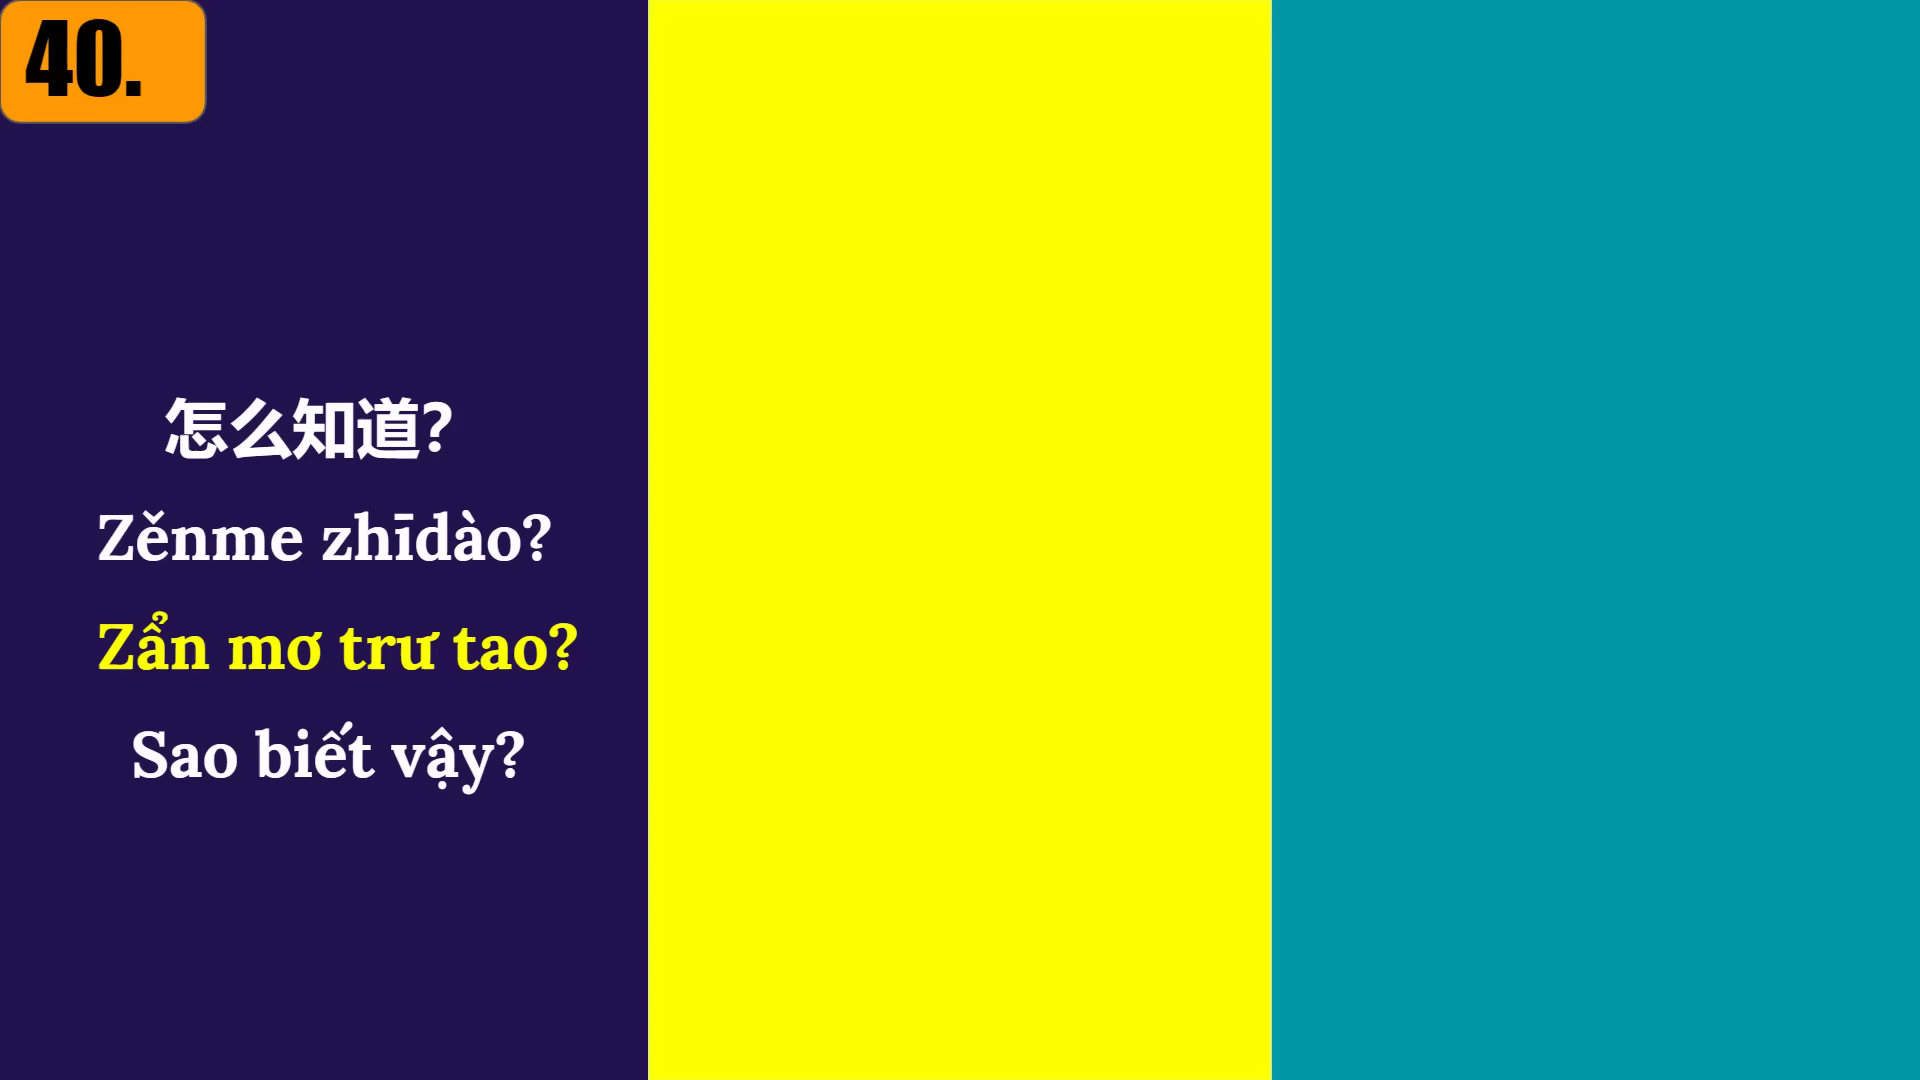 40.
怎么知道?
Zěnme zhīdào?
Zẩn mơ trư tao?
Sao biết vậy?